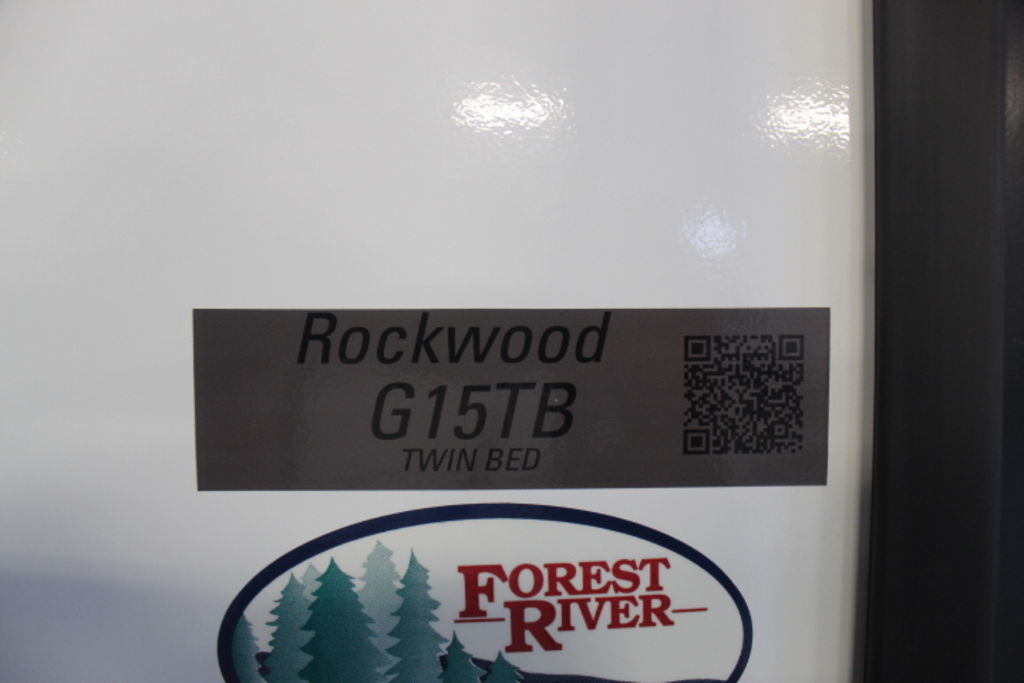 Rockwood
G15TB
TWIN BED
FOREST
RIVER